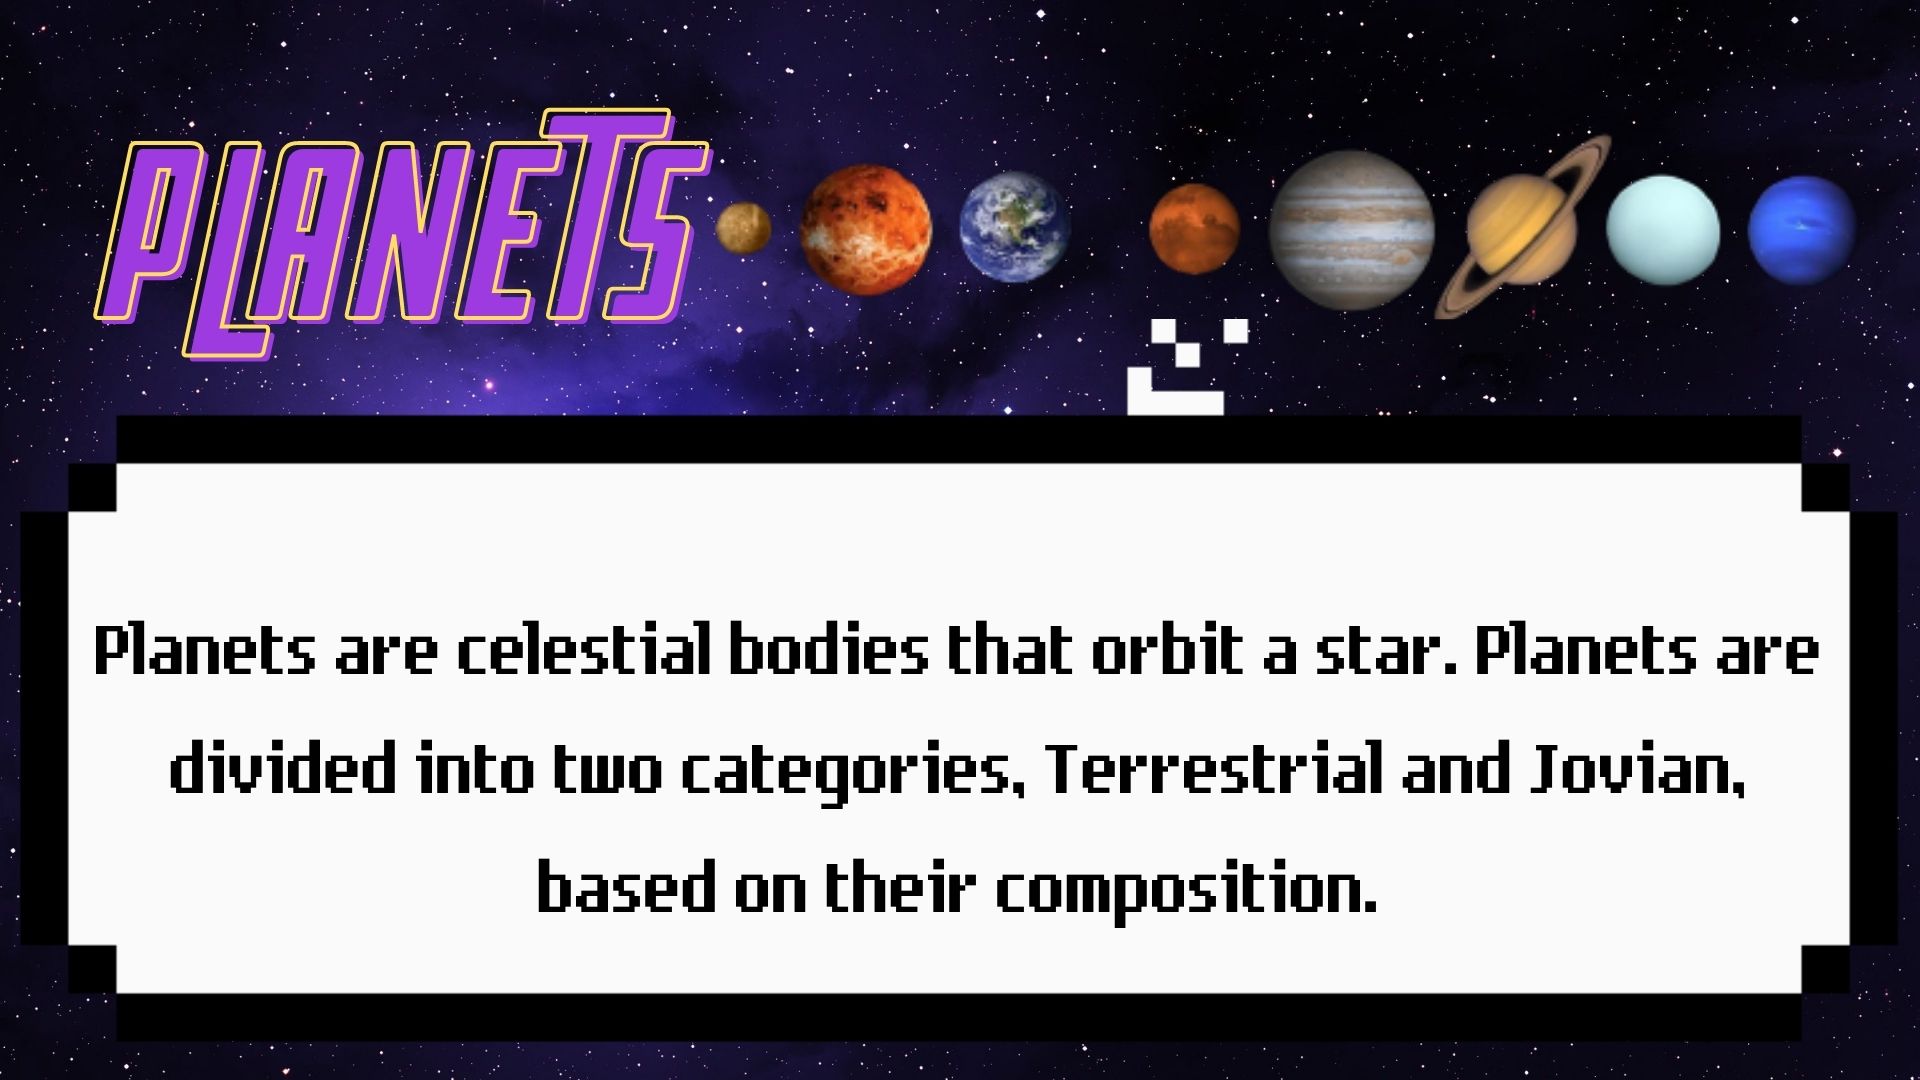 PLANETS
Planets are celestial bodies that orbit a star. Planets are
divided into two categories, Terrestrial and Jovian,
based on their composition.